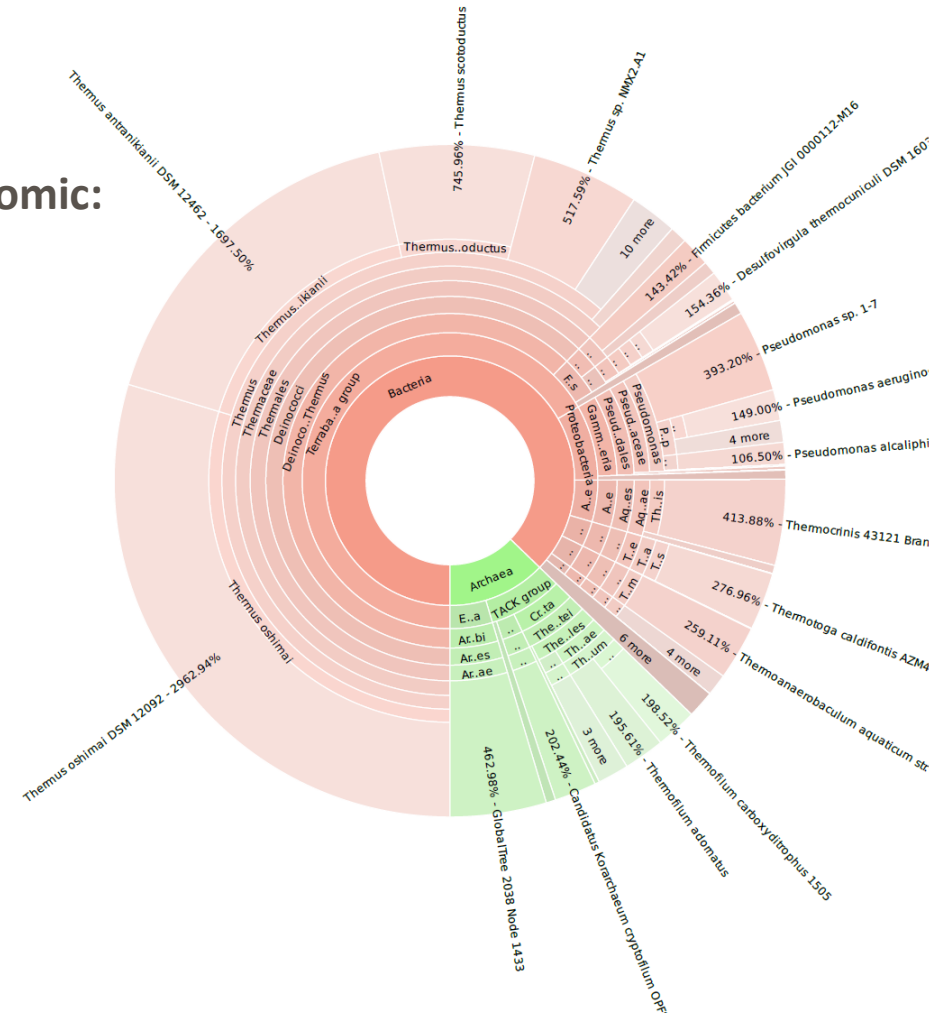 omic:
Thermus antranikianii DSM 12462 - 1697.50%
745.96% - Thermus scotoductus
517.59% - Thermus sp. NMX2.A1
10 more
143.42% - Firmicutes bacterium JGI 0000112-M16
154.36% - Desulfovirgula thermocuniculi DSM 1603
393.20% - Pseudomonas sp. 1-7
149.00% - Pseudomonas aerugino
4 more
106.50% - Pseudomonas alcaliphi
413.88% - Thermocrinis 43121 Bran
276.96% - Thermotoga caldifontis AZM4
259.11% - Thermoanaerobaculum aquaticum str
4 more
6 more
198.52% - Thermofilum carboxyditrophus 1505
195.61% - Thermofilum adornatus
3 more
202.44% - Candidatus Korarchaeum cryptofilum OPF
462.98% - GlobalTree 2038 Node 1433
Thermus oshimai DSM 12092 - 2962.94%
Thermus..oductus
Thermus..ikianii
Thermus oshimai
Thermus
Thermaceae
Thermales
Deinococci
Deinoco..Thermus
Terraba..a group
Bacteria
F..s
Proteobacteria
Gamm..eria
Pseud..dales
Pseud..aceae
Pseudomonas
P..p
A..e
A..e
Aq..es
Aq..ae
Th..is
T..e
T..a
T..s
T..m
Archaea
TACK group
Cr..ta
The..tei
The..les
Th..ae
Th..um
E..a
Ar..bi
Ar..es
Ar..ae